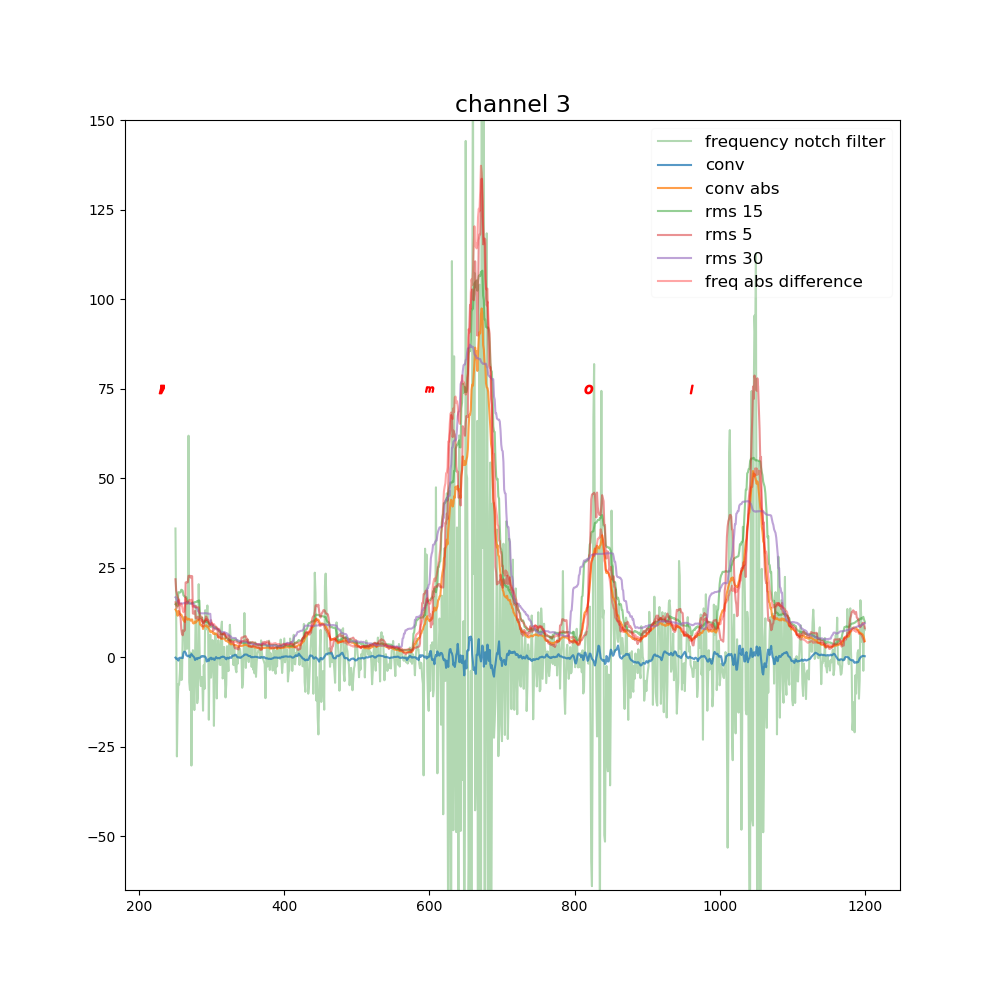 channel 3
150
125
100
75
50
25
0
−25
−50
200 400 600 800 1000 1200
frequency notch filter
conv
conv abs
rms 15
rms 5
rms 30
freq abs difference
m o l